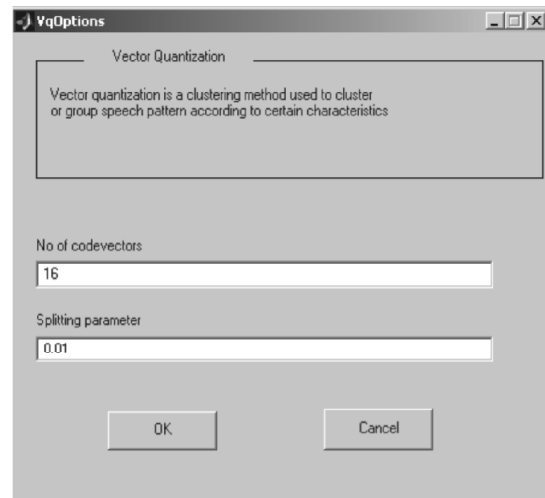 VqOptions
Vector Quantization
Vector quantization is a clustering method used to cluster
or group speech pattern according to certain characteristics
No of codevectors
16
Splitting parameter
0.01
OK
Cancel